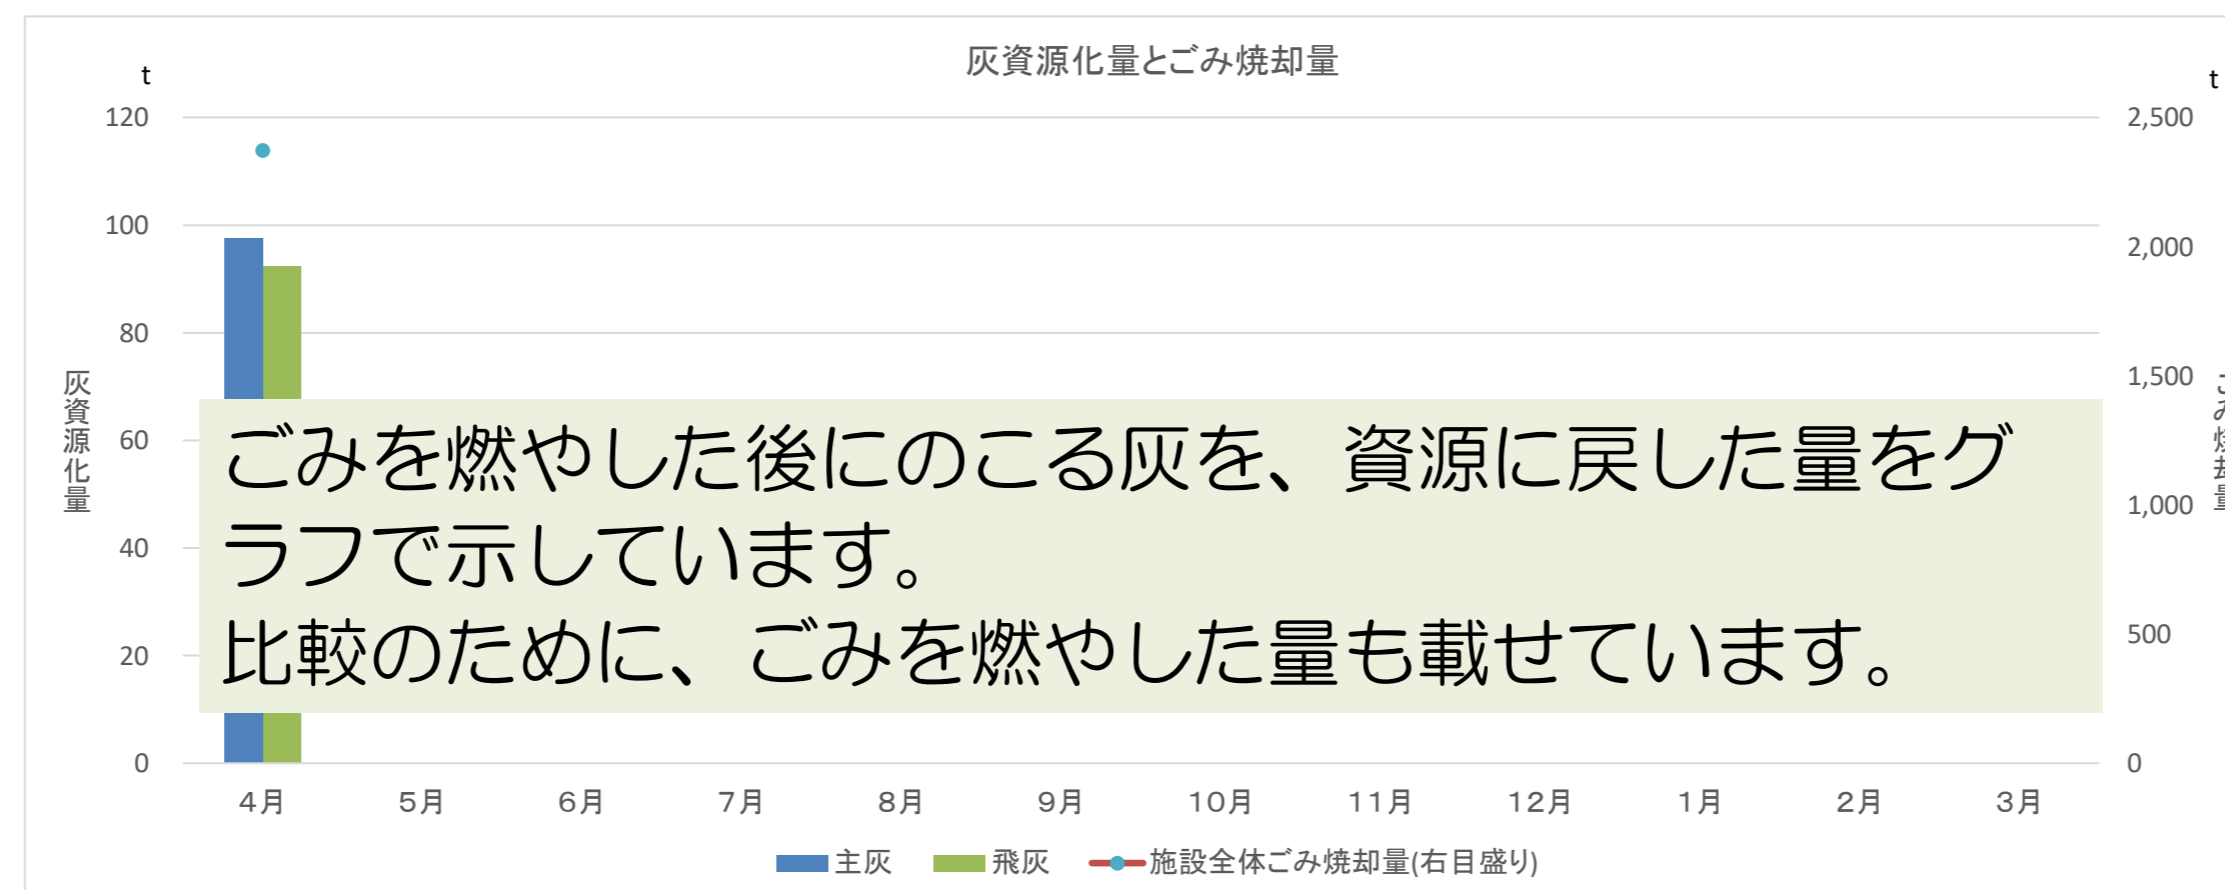 灰資源化量とごみ焼却量
t
t
120
100
80
60
40
20
0
灰資源化量
2,500
2,000
1,500
1,000
500
0
ごみ焼却量
ごみを燃やした後にのこる灰を、資源に戻した量をグ
ラフで示しています。
比較のために、ごみを燃やした量も載せています。
4月 5月 6月 7月 8月 9月 10月 11月 12月 1月 2月 3月
主灰 飛灰 施設全体ごみ焼却量(右目盛り)